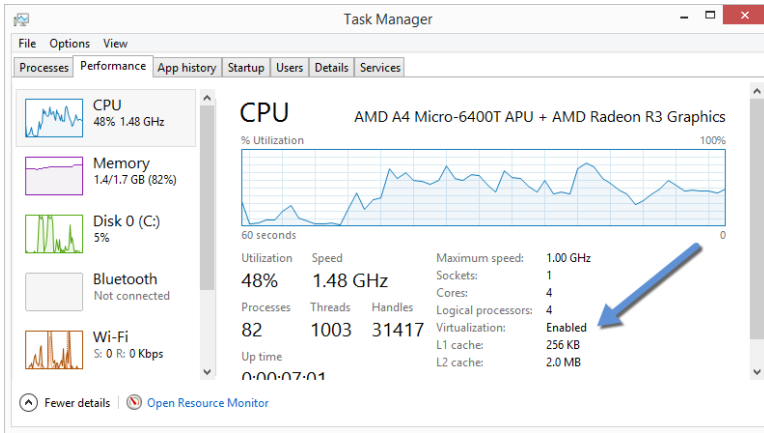 Task Manager
File Options View
Processes Performance App history Startup Users Details Services
CPU
48% 1.48 GHz
Memory
1.4/1.7 GB (82%)
Disk 0 (C:)
5%
Bluetooth
Not connected
Wi-Fi
S: 0 R: 0 Kbps
CPU AMD A4 Micro-6400T APU + AMD Radeon R3 Graphics
% Utilization 100%
60 seconds 0
Utilization Speed
48% 1.48 GHz
Processes Threads Handles
82 1003 31417
Up time
0:00:07:01
Maximum speed: 1.00 GHz
Sockets: 1
Cores: 4
Logical processors: 4
Virtualization: Enabled
L1 cache: 256 KB
L2 cache: 2.0 MB
Fewer details Open Resource Monitor